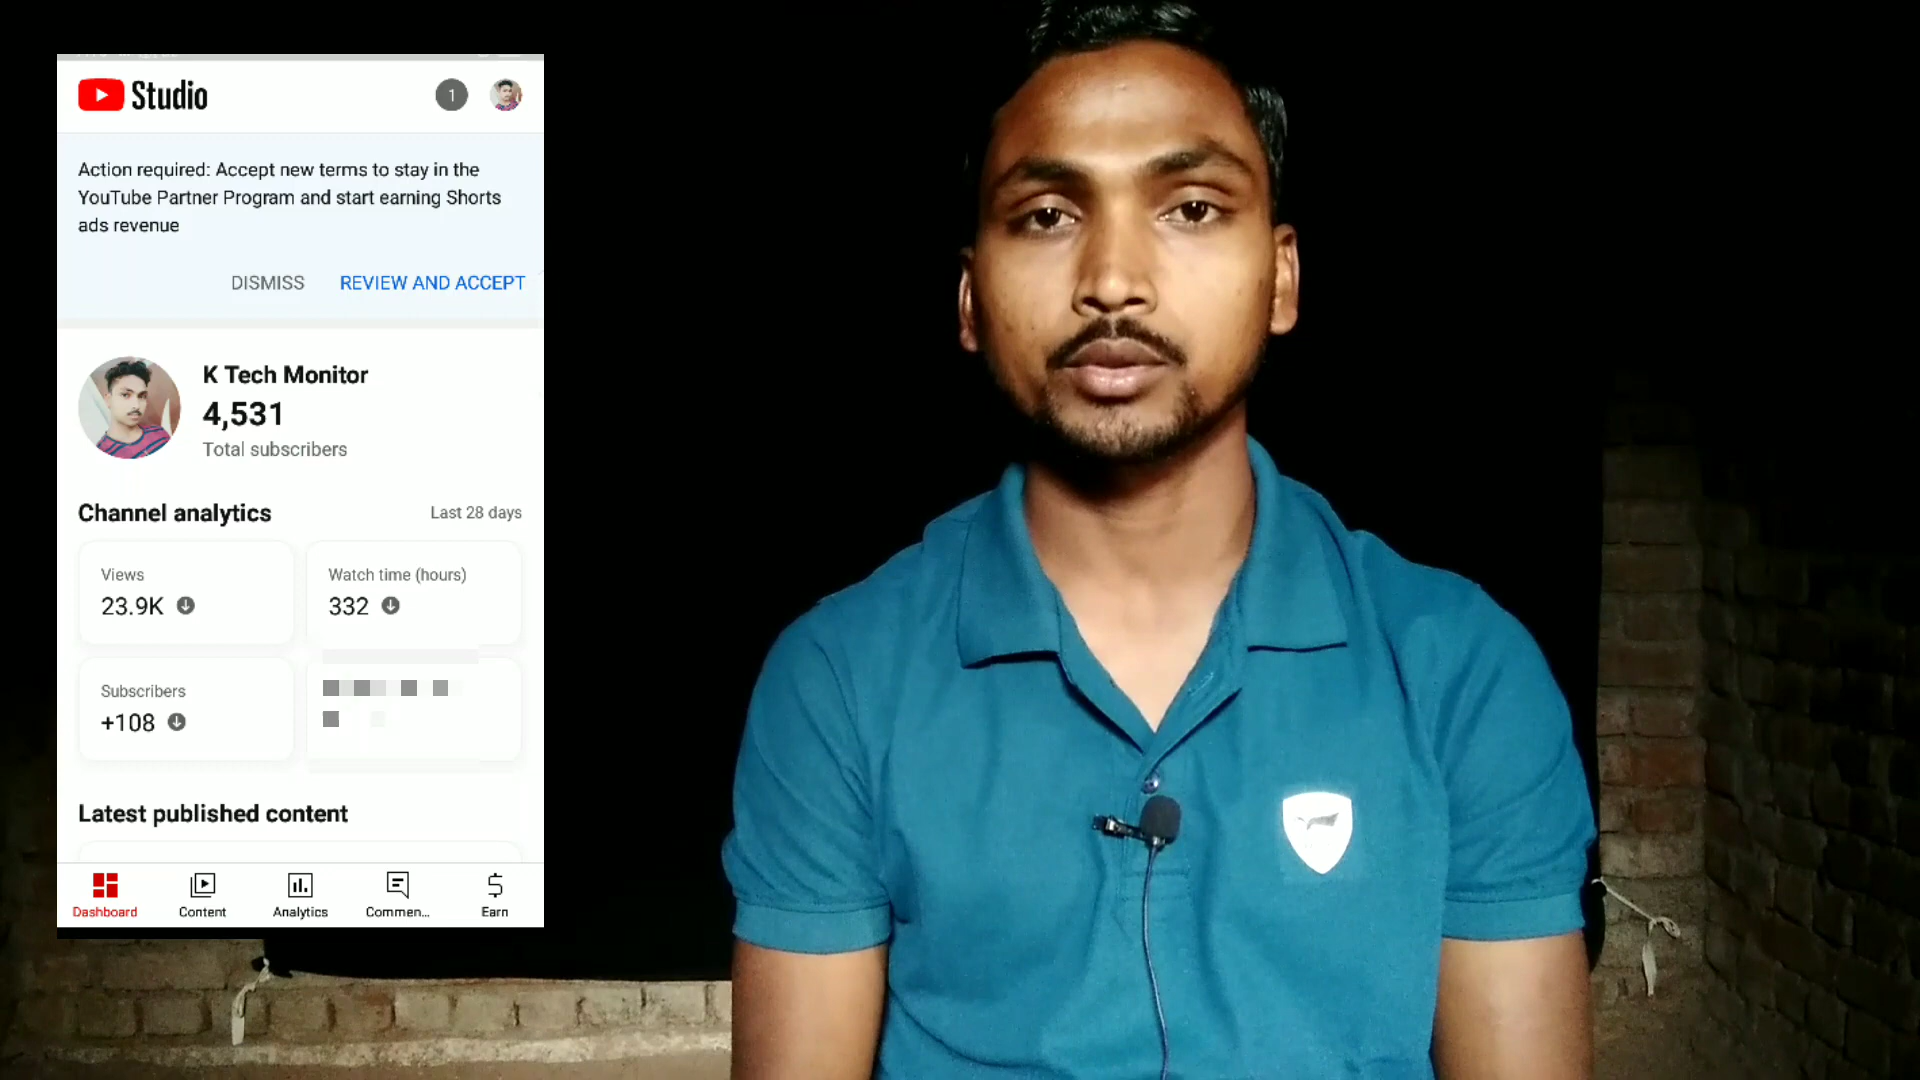 Studio
1
Action required: Accept new terms to stay in the
YouTube Partner Program and start earning Shorts
ads revenue
DISMISS REVIEW AND ACCEPT
K Tech Monitor
4,531
Total subscribers
Channel analytics Last 28 days
Views
23.9K
Watch time (hours)
332
Subscribers
+108
Latest published content
Dashboard Content Analytics Commen... Earn